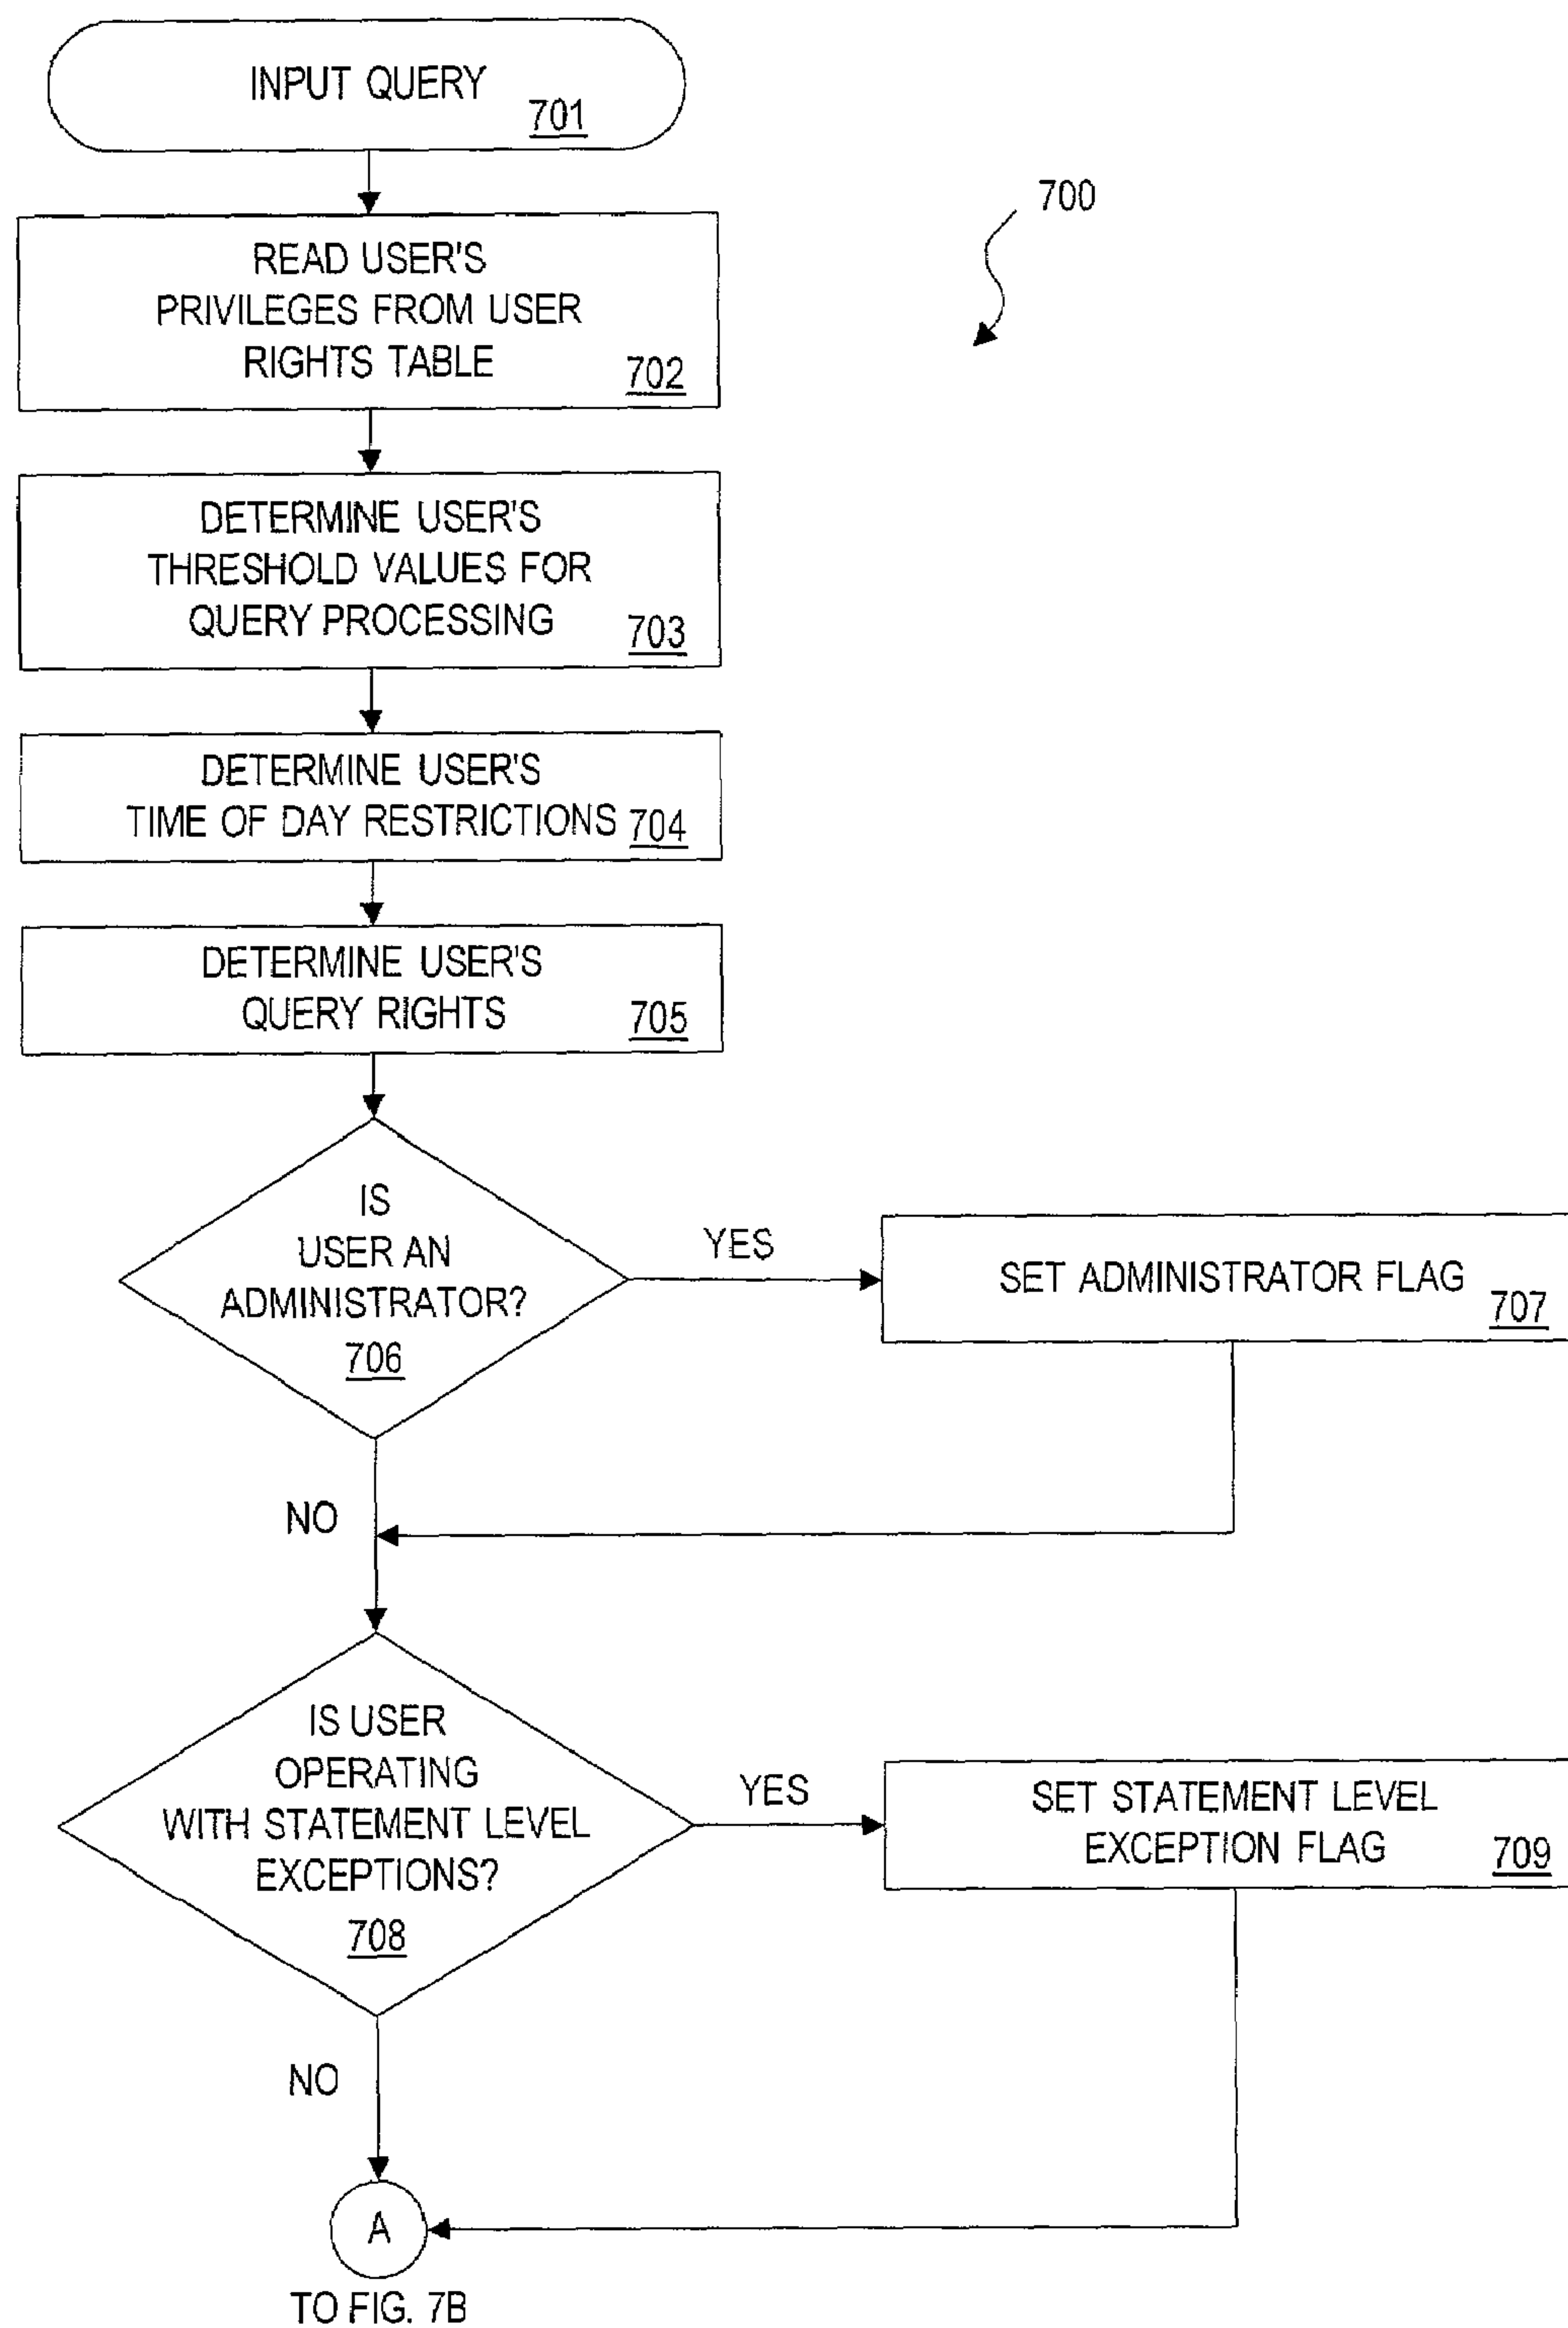 INPUT QUERY
701
700
READ USER'S
PRIVILEGES FROM USER
RIGHTS TABLE
702
DETERMINE USER'S
THRESHOLD VALUES FOR
QUERY PROCESSING
703
DETERMINE USER'S
TIME OF DAY RESTRICTIONS
704
DETERMINE USER'S
QUERY RIGHTS
705
IS
USER AN
ADMINISTRATOR?
706
YES
SET ADMINISTRATOR FLAG
707
NO
IS USER
OPERATING
WITH STATEMENT LEVEL
EXCEPTIONS?
708
YES
SET STATEMENT LEVEL
EXCEPTION FLAG
709
NO
A
TO FIG. 7B